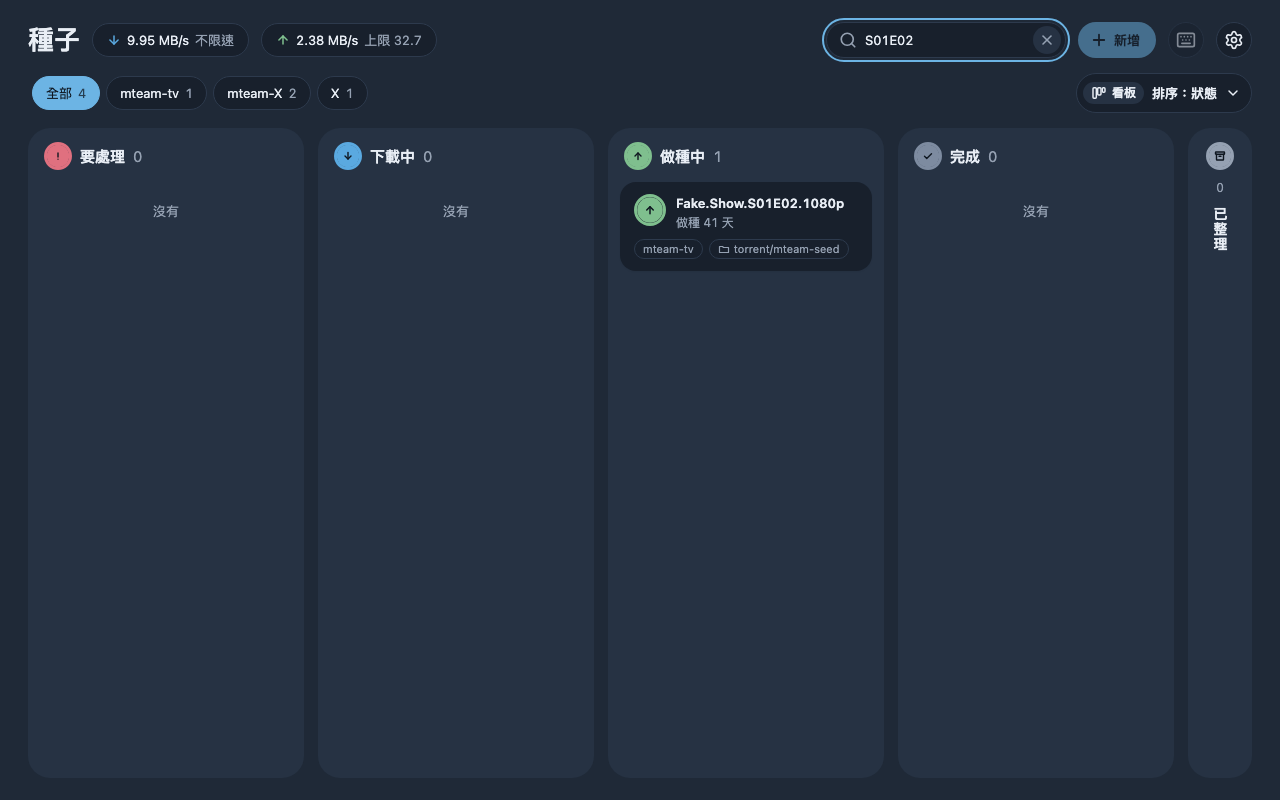 種子
9.95 MB/s 不限速
2.38 MB/s 上限 32.7
S01E02
新增
全部 4
mteam-tv 1
mteam-X 2
X 1
看板
排序：狀態
要處理 0
沒有
下載中 0
沒有
做種中 1
Fake.Show.S01E02.1080p
做種 41 天
mteam-tv
torrent/mteam-seed
完成 0
沒有
0
已整理